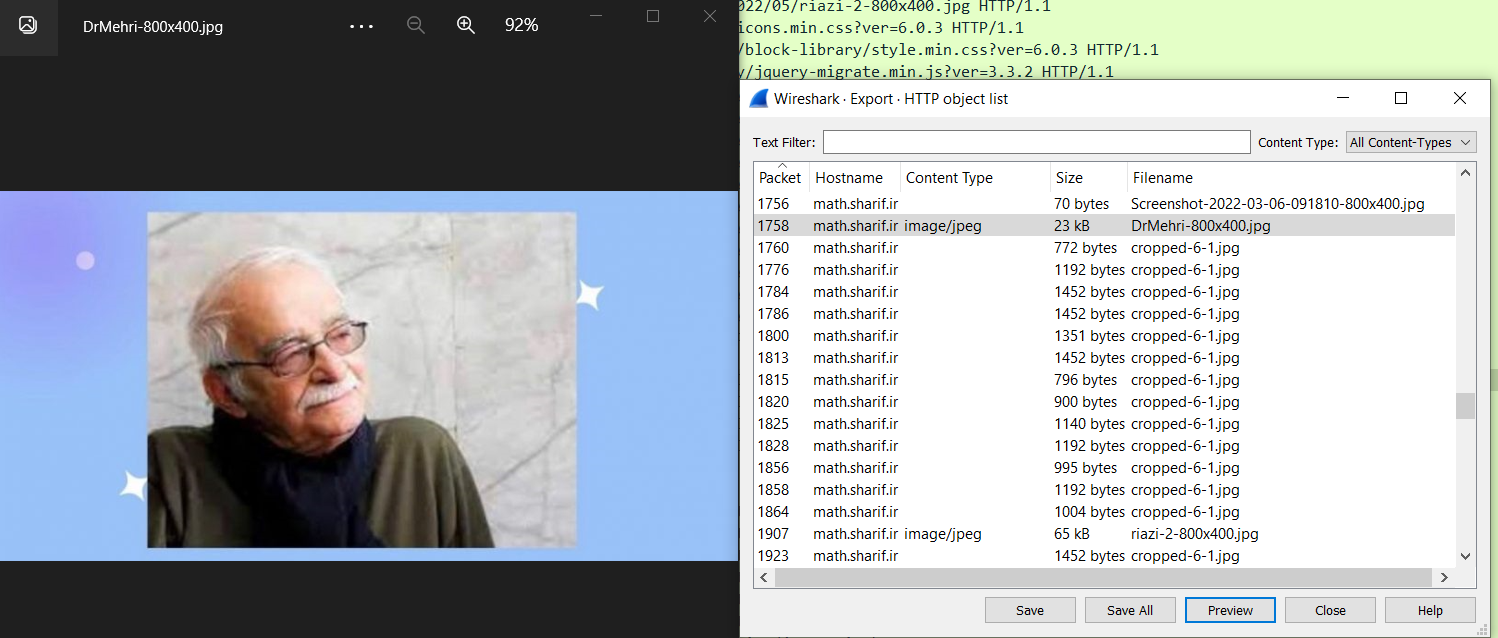 DrMehri-800x400.jpg
92%
022/05/riazi-2-800x400.jpg HTTP/1.1
icons.min.css?ver=6.0.3 HTTP/1.1
/block-library/style.min.css?ver=6.0.3 HTTP/1.1
y/jquery-migrate.min.js?ver=3.3.2 HTTP/1.1
Wireshark · Export · HTTP object list
Text Filter:
Content Type: All Content-Types
Packet Hostname Content Type Size Filename
1756 math.sharif.ir 70 bytes Screenshot-2022-03-06-091810-800x400.jpg
1758 math.sharif.ir image/jpeg 23 kB DrMehri-800x400.jpg
1760 math.sharif.ir 772 bytes cropped-6-1.jpg
1776 math.sharif.ir 1192 bytes cropped-6-1.jpg
1784 math.sharif.ir 1452 bytes cropped-6-1.jpg
1786 math.sharif.ir 1452 bytes cropped-6-1.jpg
1800 math.sharif.ir 1351 bytes cropped-6-1.jpg
1813 math.sharif.ir 1452 bytes cropped-6-1.jpg
1815 math.sharif.ir 796 bytes cropped-6-1.jpg
1820 math.sharif.ir 900 bytes cropped-6-1.jpg
1825 math.sharif.ir 1140 bytes cropped-6-1.jpg
1828 math.sharif.ir 1192 bytes cropped-6-1.jpg
1856 math.sharif.ir 995 bytes cropped-6-1.jpg
1858 math.sharif.ir 1192 bytes cropped-6-1.jpg
1864 math.sharif.ir 1004 bytes cropped-6-1.jpg
1907 math.sharif.ir image/jpeg 65 kB riazi-2-800x400.jpg
1923 math.sharif.ir 1452 bytes cropped-6-1.jpg
Save Save All Preview Close Help